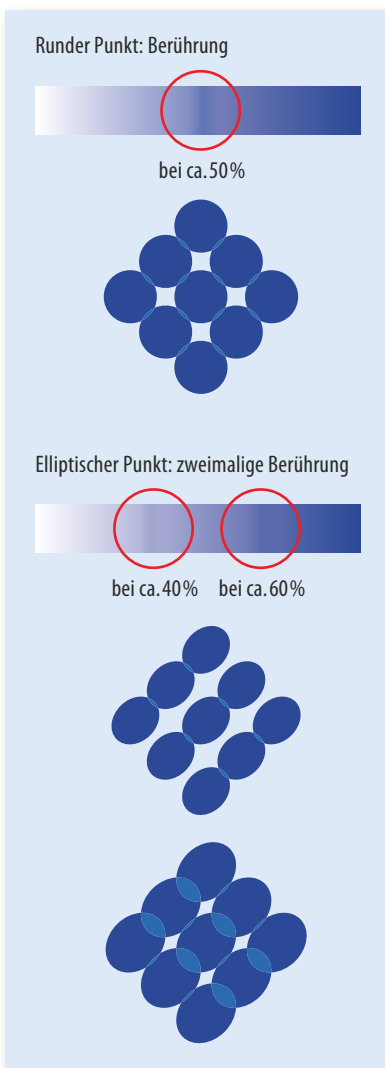 Runder Punkt: Berührung
bei ca. 50 %
Elliptischer Punkt: zweimalige Berührung
bei ca. 40 % bei ca. 60 %